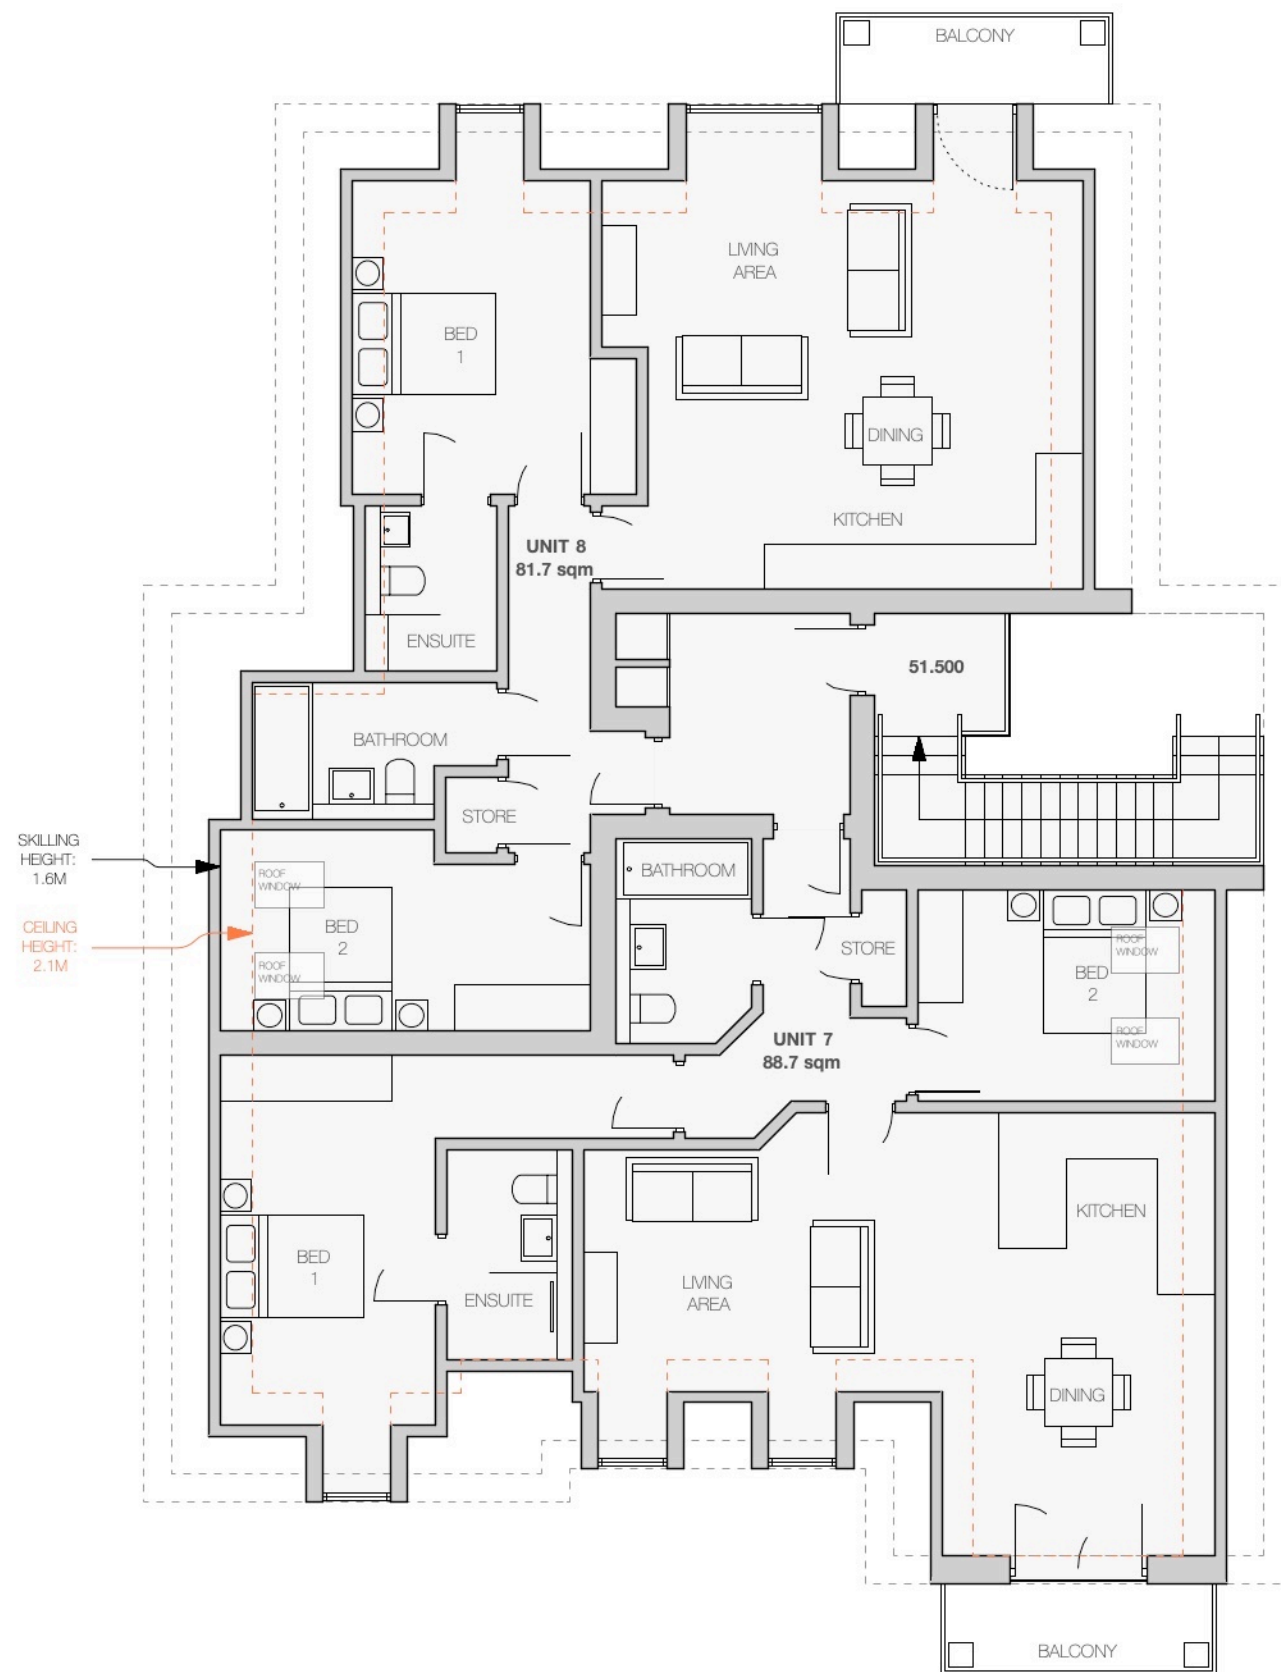 BALCONY
LIVING
AREA
BED
1
DINING
KITCHEN
UNIT 8
81.7 sqm
ENSUITE
51.500
BATHROOM
STORE
SKILLING
HEIGHT:
1.6M
CEILING
HEIGHT:
2.1M
ROOF
WINDOW
BED
2
ROOF
WINDOW
BATHROOM
STORE
ROOF
WINDOW
BED
2
ROOF
WINDOW
UNIT 7
88.7 sqm
KITCHEN
BED
1
ENSUITE
LIVING
AREA
DINING
BALCONY